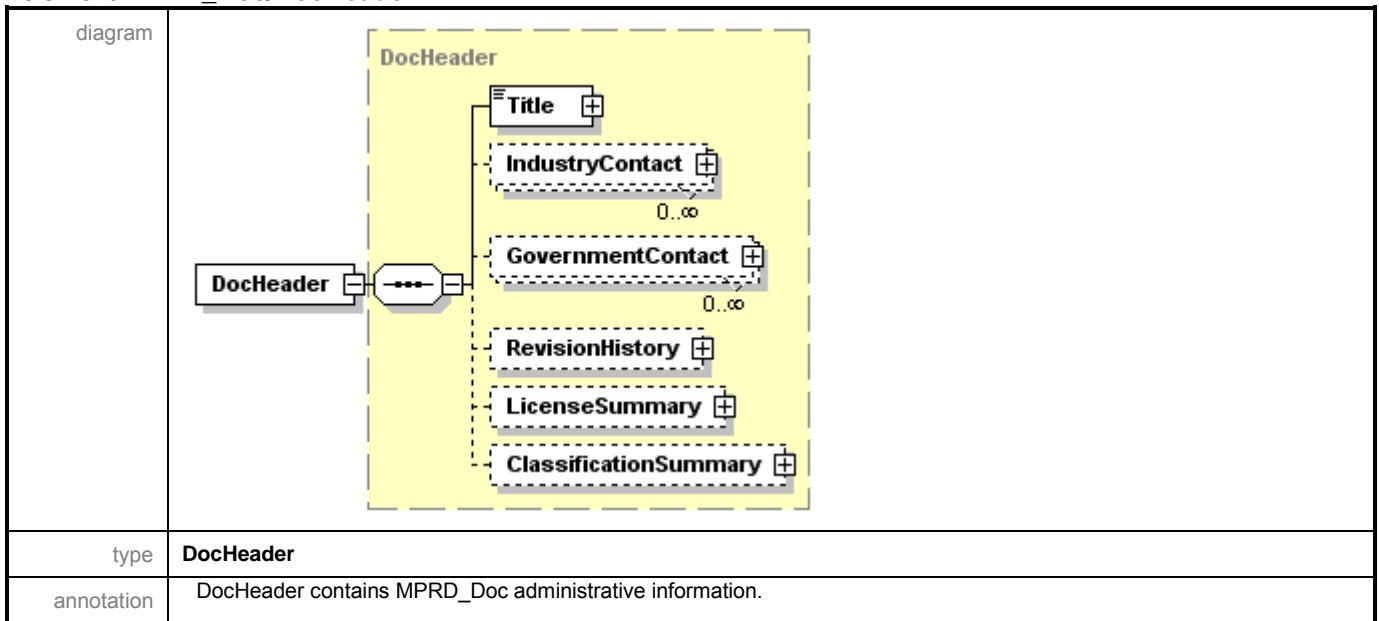 diagram
DocHeader
Title
IndustryContact
0..∞
GovernmentContact
0..∞
DocHeader
RevisionHistory
LicenseSummary
ClassificationSummary
type DocHeader
annotation DocHeader contains MPRD_Doc administrative information.